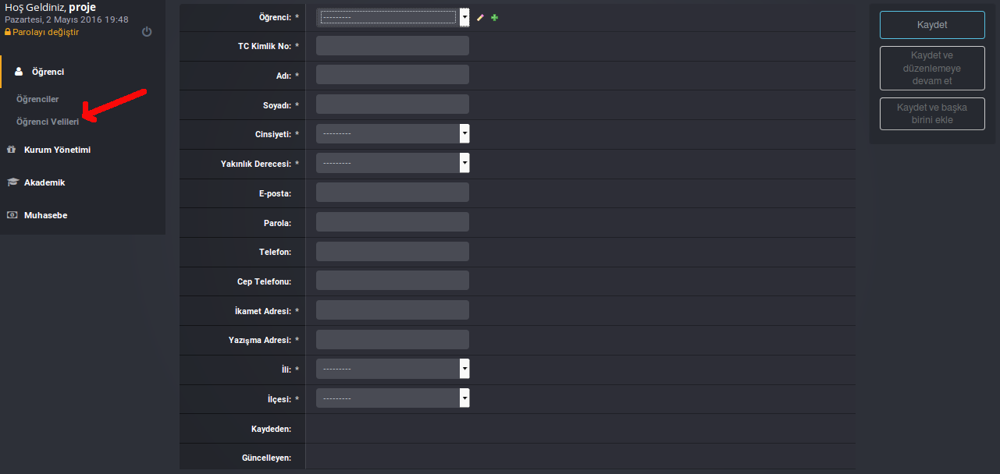 Hoş Geldiniz, proje
Pazartesi, 2 Mayıs 2016 19:48
Parolayı değiştir
Öğrenci
Öğrenciler
Öğrenci Velileri
Kurum Yönetimi
Akademik
Muhasebe
Öğrenci: * ---------
TC Kimlik No: *
Adı: *
Soyadı: *
Cinsiyeti: * ---------
Yakınlık Derecesi: * ---------
E-posta:
Parola:
Telefon:
Cep Telefonu:
İkamet Adresi: *
Yazışma Adresi: *
İli: * ---------
İlçesi: * ---------
Kaydeden:
Güncelleyen:
Kaydet
Kaydet ve
düzenlemeye
devam et
Kaydet ve başka
birini ekle